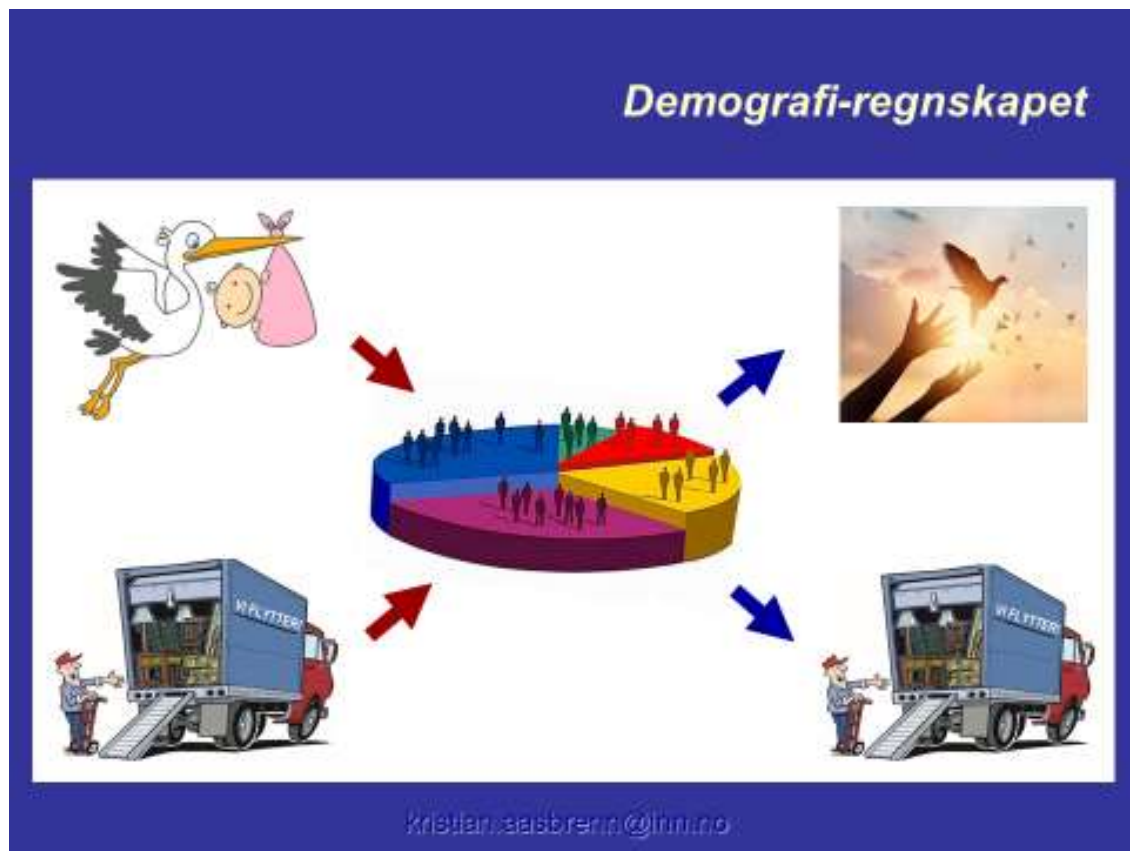 Demografi-regnskapet
VI FLYTTER!
VI FLYTTER!
kristian.aasbrenn@inn.no